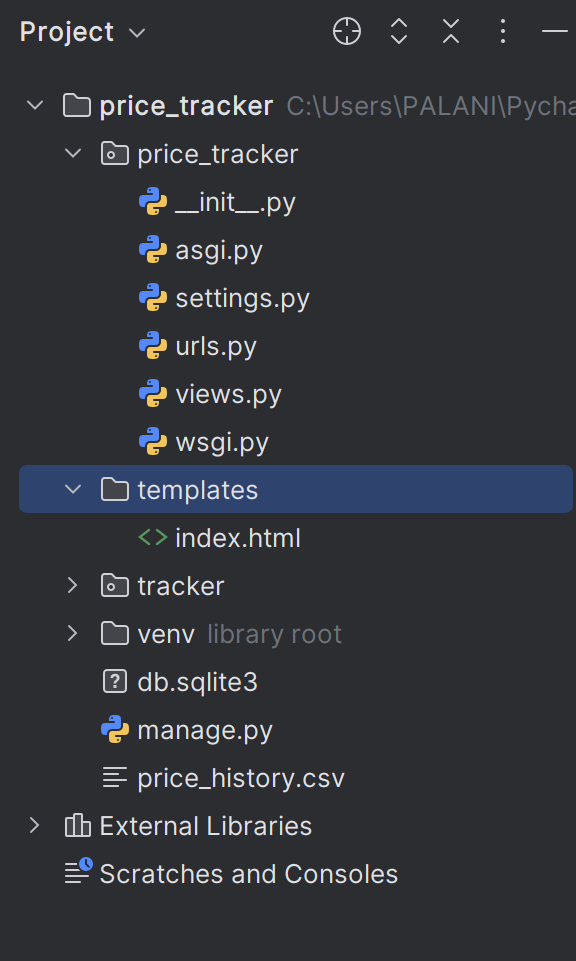 Project
price_tracker C:\Users\PALANI\Pycha
price_tracker
__init__.py
asgi.py
settings.py
urls.py
views.py
wsgi.py
templates
<> index.html
tracker
venv library root
? db.sqlite3
manage.py
price_history.csv
External Libraries
Scratches and Consoles